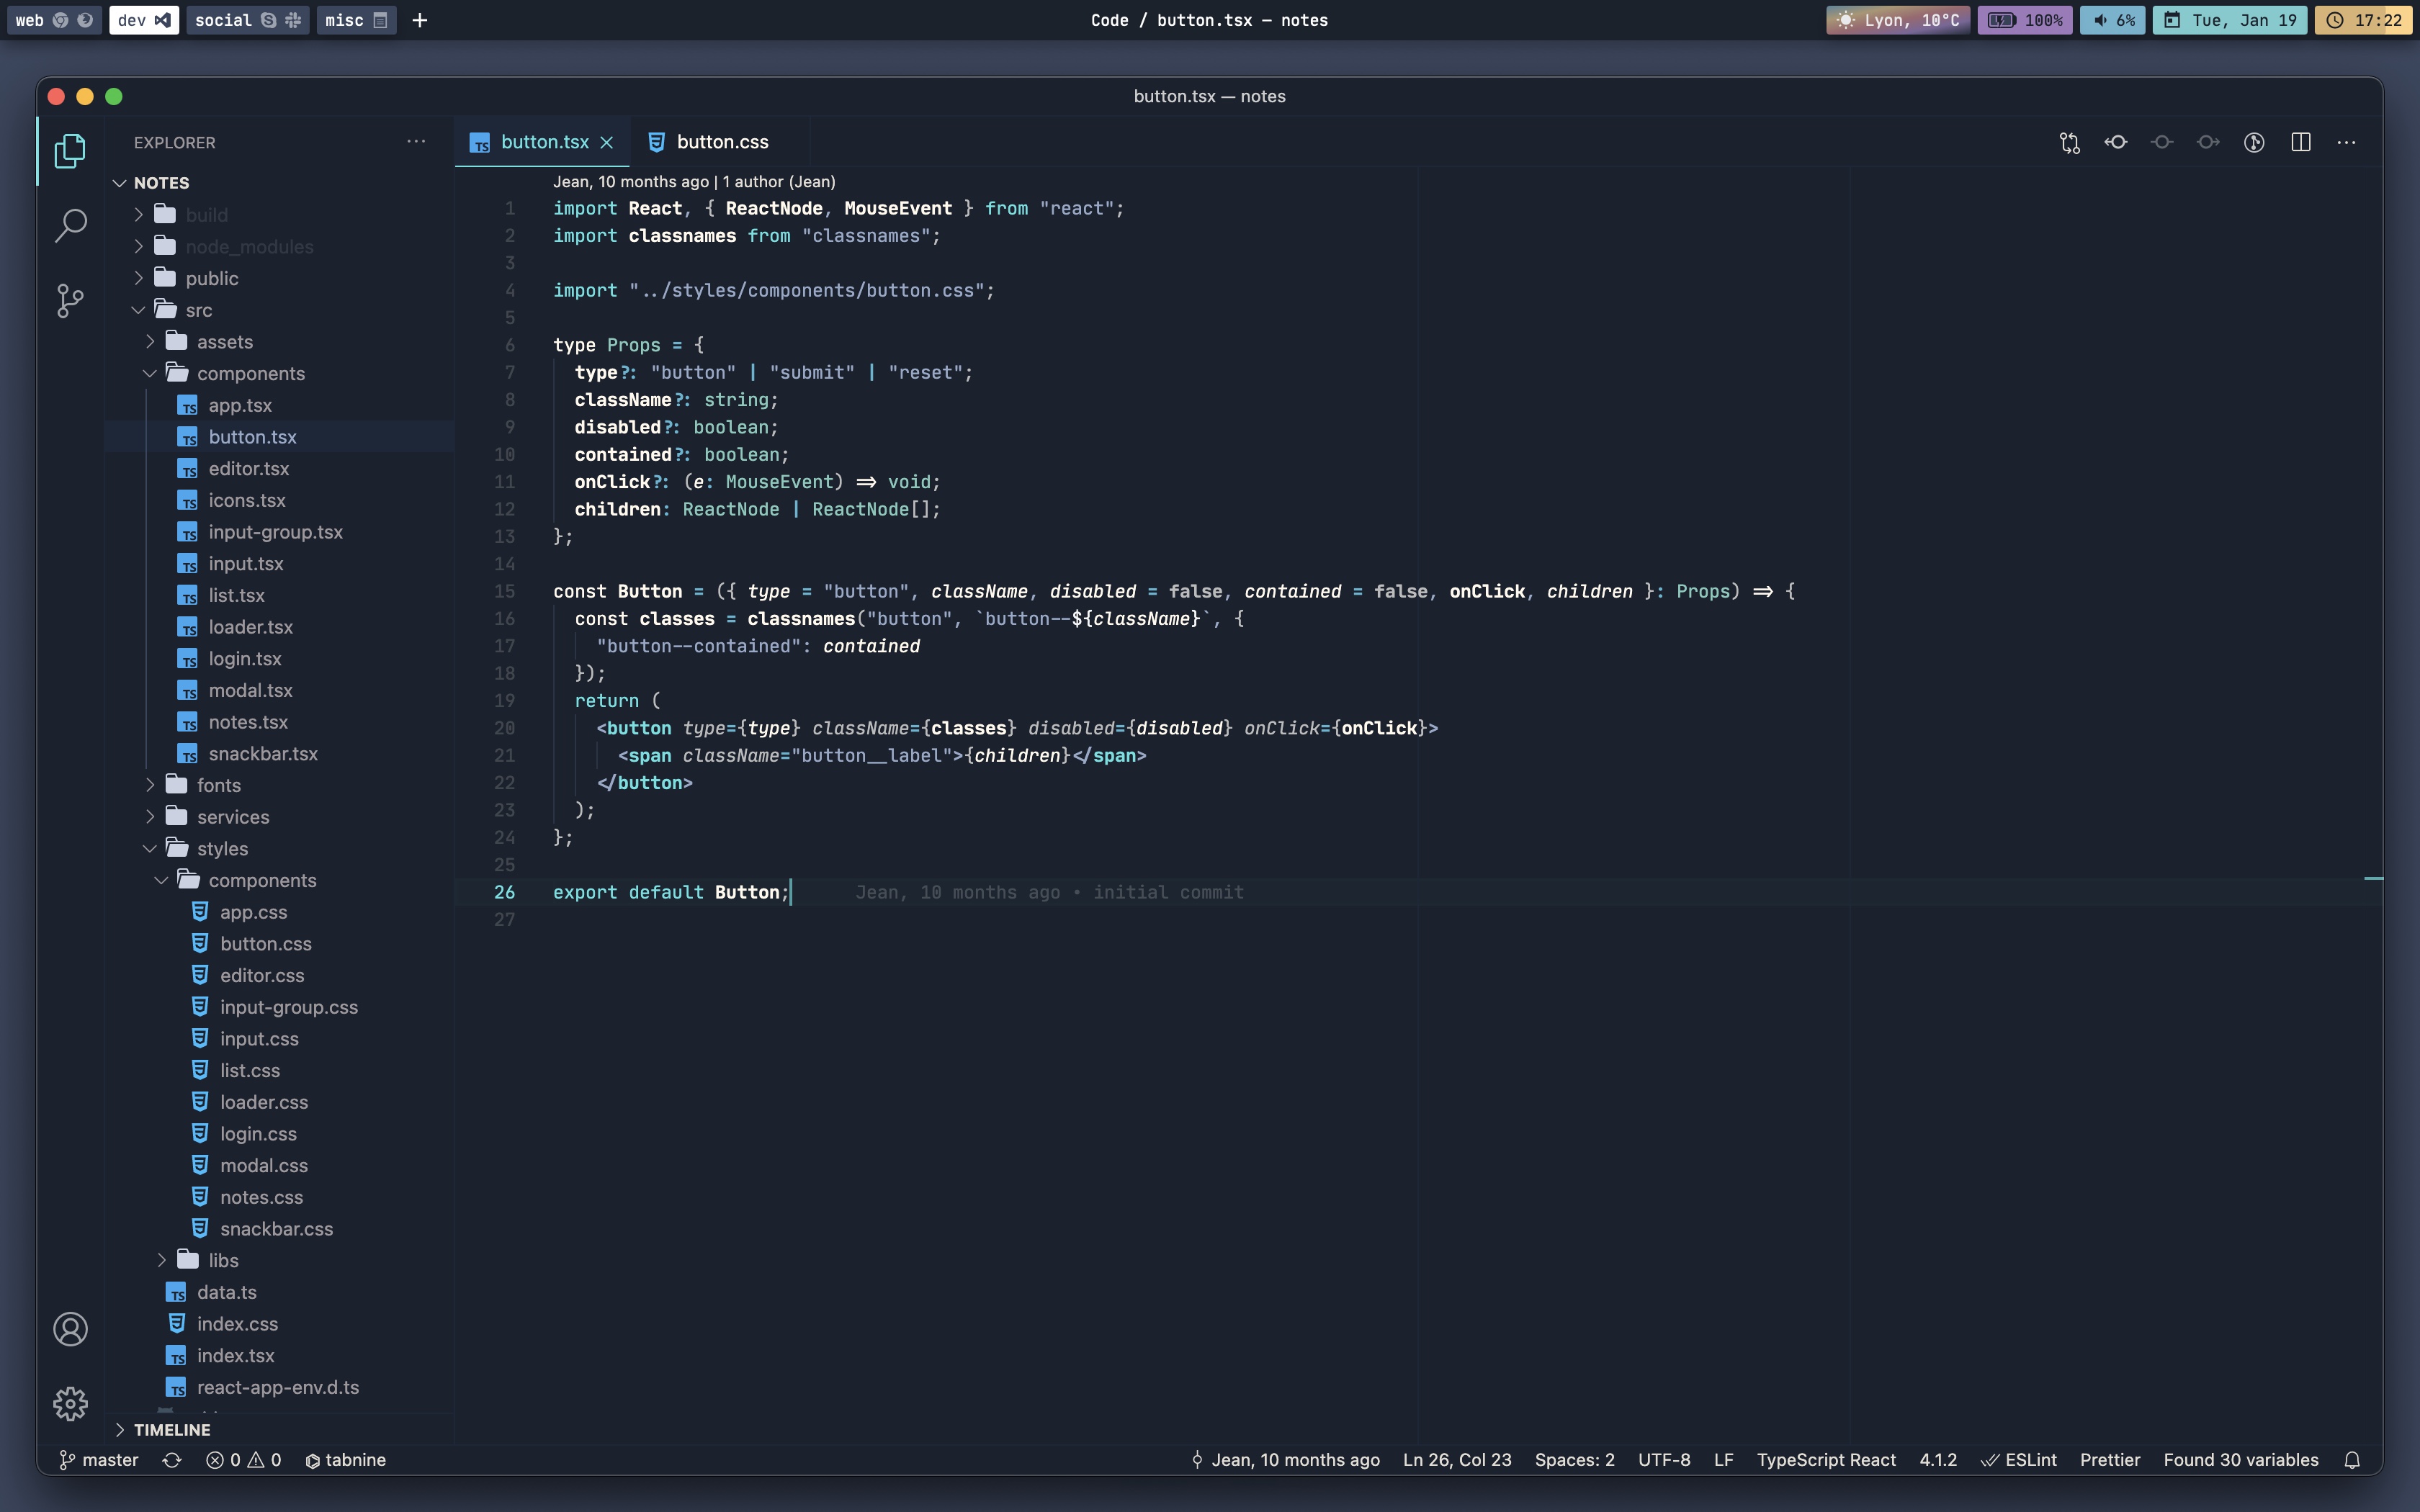 web dev social misc + Code / button.tsx — notes Lyon, 10°C 100% 6% Tue, Jan 19 17:22
button.tsx — notes
EXPLORER ···
NOTES
build
node_modules
public
src
assets
components
app.tsx
button.tsx
editor.tsx
icons.tsx
input-group.tsx
input.tsx
list.tsx
loader.tsx
login.tsx
modal.tsx
notes.tsx
snackbar.tsx
fonts
services
styles
components
app.css
button.css
editor.css
input-group.css
input.css
list.css
loader.css
login.css
modal.css
notes.css
snackbar.css
libs
data.ts
index.css
index.tsx
react-app-env.d.ts
TIMELINE
button.tsx button.css
Jean, 10 months ago | 1 author (Jean)
1 import React, { ReactNode, MouseEvent } from "react";
2 import classnames from "classnames";
3
4 import "../styles/components/button.css";
5
6 type Props = {
7 type?: "button" | "submit" | "reset";
8 className?: string;
9 disabled?: boolean;
10 contained?: boolean;
11 onClick?: (e: MouseEvent) => void;
12 children: ReactNode | ReactNode[];
13 };
14
15 const Button = ({ type = "button", className, disabled = false, contained = false, onClick, children }: Props) => {
16 const classes = classnames("button", `button--${className}`, {
17 "button--contained": contained
18 });
19 return (
20 <button type={type} className={classes} disabled={disabled} onClick={onClick}>
21 <span className="button__label">{children}</span>
22 </button>
23 );
24 };
25
26 export default Button; Jean, 10 months ago • initial commit
27
master 0 0 tabnine Jean, 10 months ago Ln 26, Col 23 Spaces: 2 UTF-8 LF TypeScript React 4.1.2 ESLint Prettier Found 30 variables